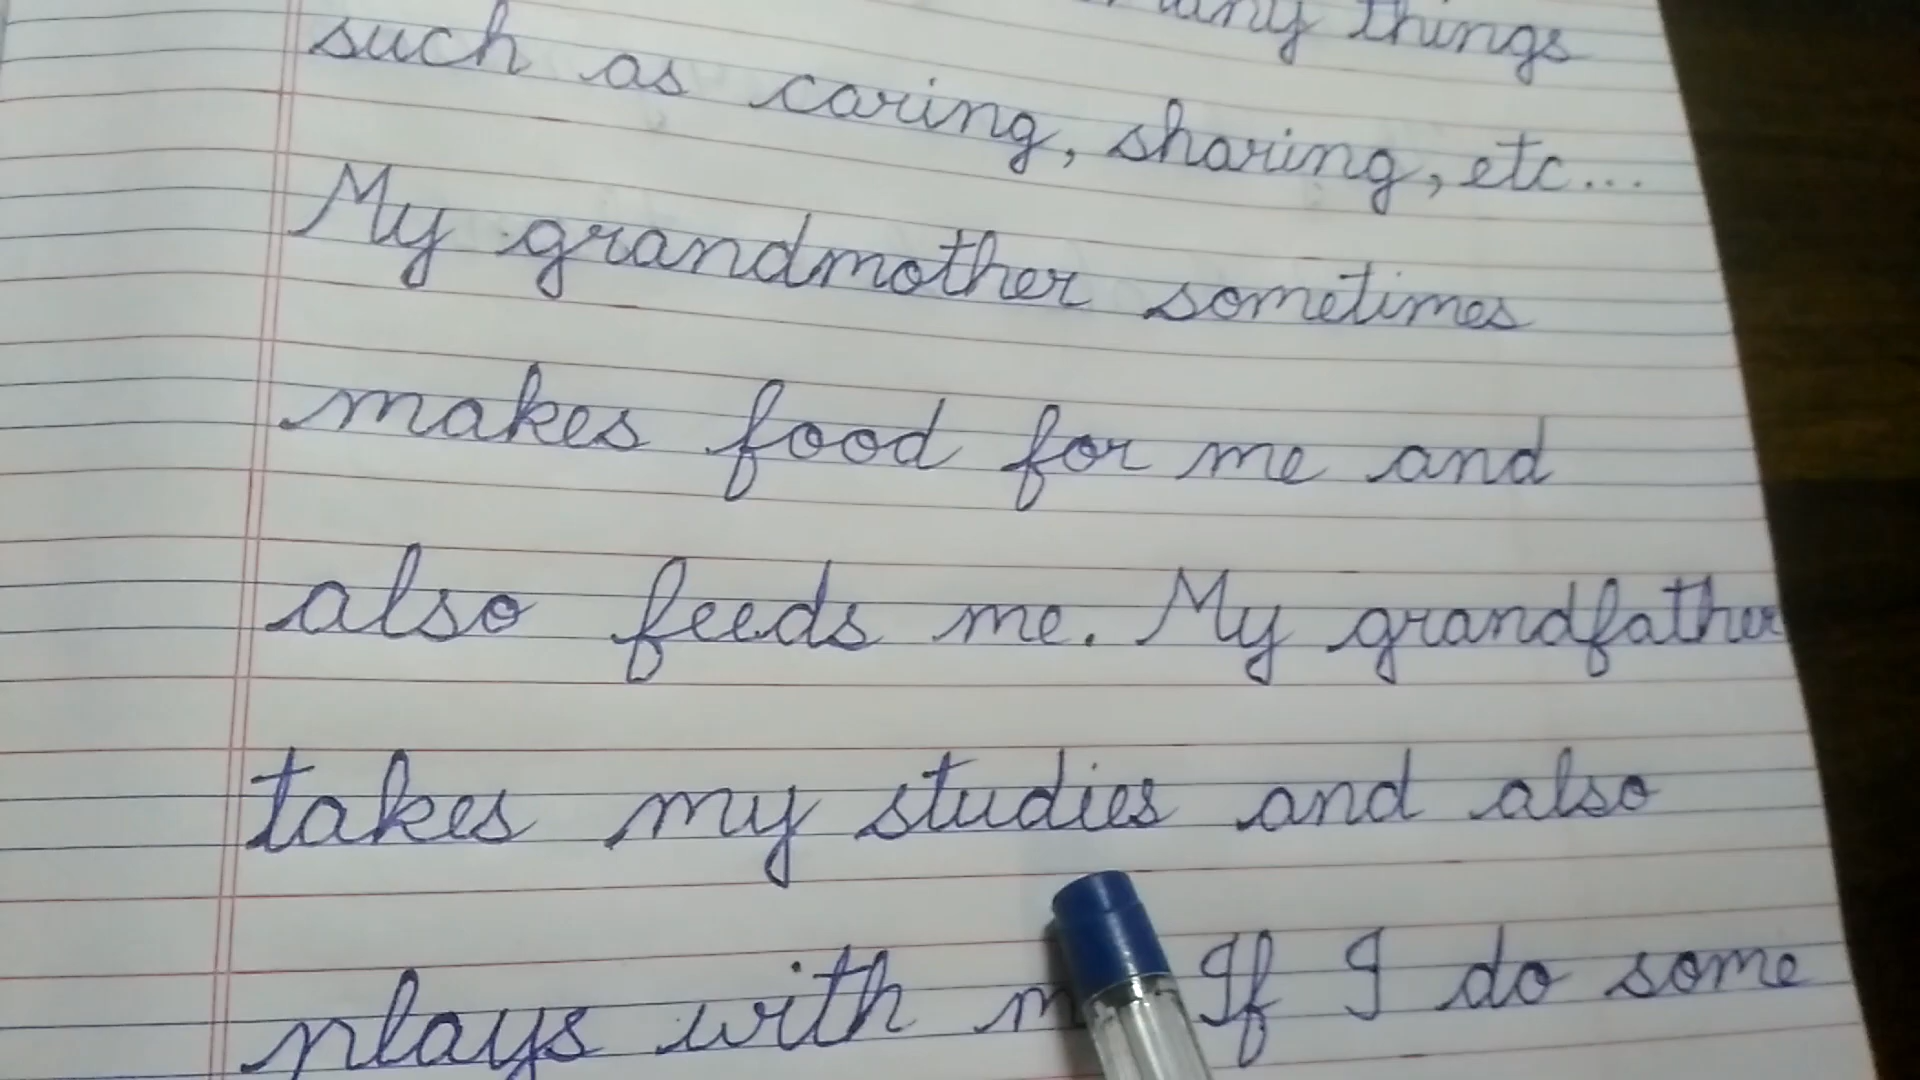 many things
such as caring, sharing, etc...
My grandmother sometimes
makes food for me and
also feeds me. My grandfather
takes my studies and also
plays with If I do some